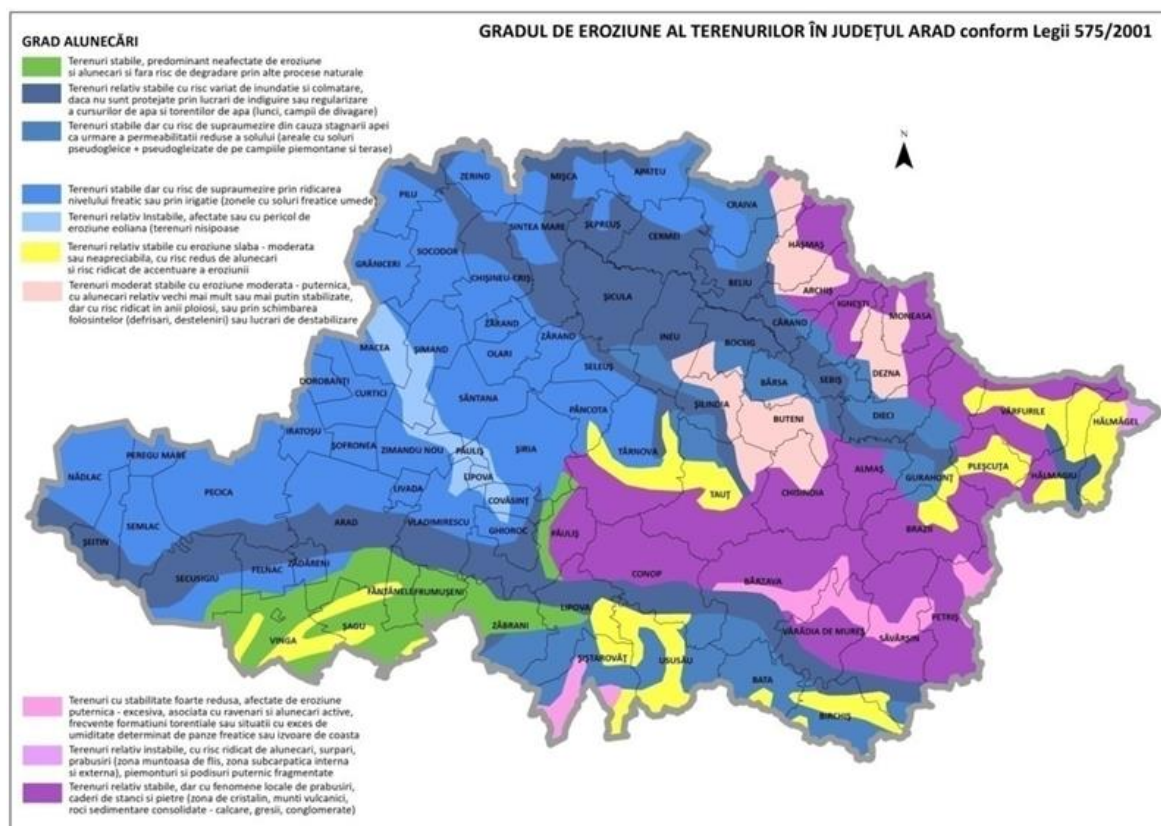 GRADUL DE EROZIUNE AL TERENURILOR ÎN JUDEȚUL ARAD conform Legii 575/2001
GRAD ALUNECĂRI
Terenuri stabile, predominant neafectate de eroziune
si alunecari si fara risc de degradare prin alte procese naturale
Terenuri relativ stabile cu risc variat de inundatie si colmatare,
daca nu sunt protejate prin lucrari de indiguire sau regularizare
a cursurilor de apa si torentilor de apa (lunci, campii de divagare)
Terenuri stabile dar cu risc de supraumezire din cauza stagnarii apei
ca urmare a permeabilitatii reduse a solului (areale cu soluri
pseudogleice + pseudogleizate de pe campiile piemontane si terase)
Terenuri stabile dar cu risc de supraumezire prin ridicarea
nivelului freatic sau prin irigatie (zonele cu soluri freatice umede)
Terenuri relativ Instabile, afectate sau cu pericol de
eroziune eoliana (terenuri nisipoase
Terenuri relativ stabile cu eroziune slaba - moderata
sau neapreciabila, cu risc redus de alunecari
si risc ridicat de accentuare a eroziunii
Terenuri moderat stabile cu eroziune moderata - puternica,
cu alunecari relativ vechi mai mult sau mai putin stabilizate,
dar cu risc ridicat in anii ploiosi, sau prin schimbarea
folosintelor (defrisari, desteleniri) sau lucrari de destabilizare
N
ZERIND
MIȘCA
APATEU
PILU
CRAIVA
SINTEA MARE
ȘEPREUȘ
CERMEI
HĂȘMAȘ
SOCODOR
GRĂNICERI
CHIȘINEU-CRIȘ
BELIU
ARCHIȘ
ȘICULA
IGNEȘTI
MONEASA
ZĂRAND
CĂRAND
ZĂRAND
INEU
BOCSIG
MACEA
ȘIMAND
OLARI
SELEUȘ
DEZNA
DOROBANȚI
BÂRSA
SEBIȘ
CURTICI
SÂNTANA
ȘILINDIA
DIECI
VÂRFURILE
HĂLMĂGEL
PÂNCOTA
BUTENI
IRATOȘU
ȘOFRONEA
ZIMANDU NOU
PĂULIȘ
ȘIRIA
TÂRNOVA
PEREGU MARE
NĂDLAC
ALMAȘ
PLEȘCUȚA
LIPOVA
GURAHONȚ
HĂLMAGIU
PECICA
LIVADA
COVĂSINȚ
TAUȚ
CHISINDIA
SEMLAC
ARAD
VLADIMIRESCU
GHIOROC
PĂULIȘ
BRAZII
ȘEITIN
ZĂDĂRENI
FELNAC
SECUSIGIU
CONOP
BÂRZAVA
FÂNTÂNELE
FRUMUȘENI
LIPOVA
PETRIȘ
ZĂBRANI
VĂRĂDIA DE MUREȘ
SĂVÂRȘIN
ȘAGU
VINGA
ȘIȘTAROVĂȚ
USUSĂU
BATA
BIRCHIȘ
Terenuri cu stabilitate foarte redusa, afectate de eroziune
puternica - excesiva, asociata cu ravenari si alunecari active,
frecvente formatiuni torentiale sau situatii cu exces de
umiditate determinat de panze freatice sau izvoare de coasta
Terenuri relativ instabile, cu risc ridicat de alunecari, surpari,
prabusiri (zona muntoasa de flis, zona subcarpatica interna
si externa), piemonturi si podisuri puternic fragmentate
Terenuri relativ stabile, dar cu fenomene locale de prabusiri,
caderi de stanci si pietre (zona de cristalin, munti vulcanici,
roci sedimentare consolidate - calcare, gresii, conglomerate)